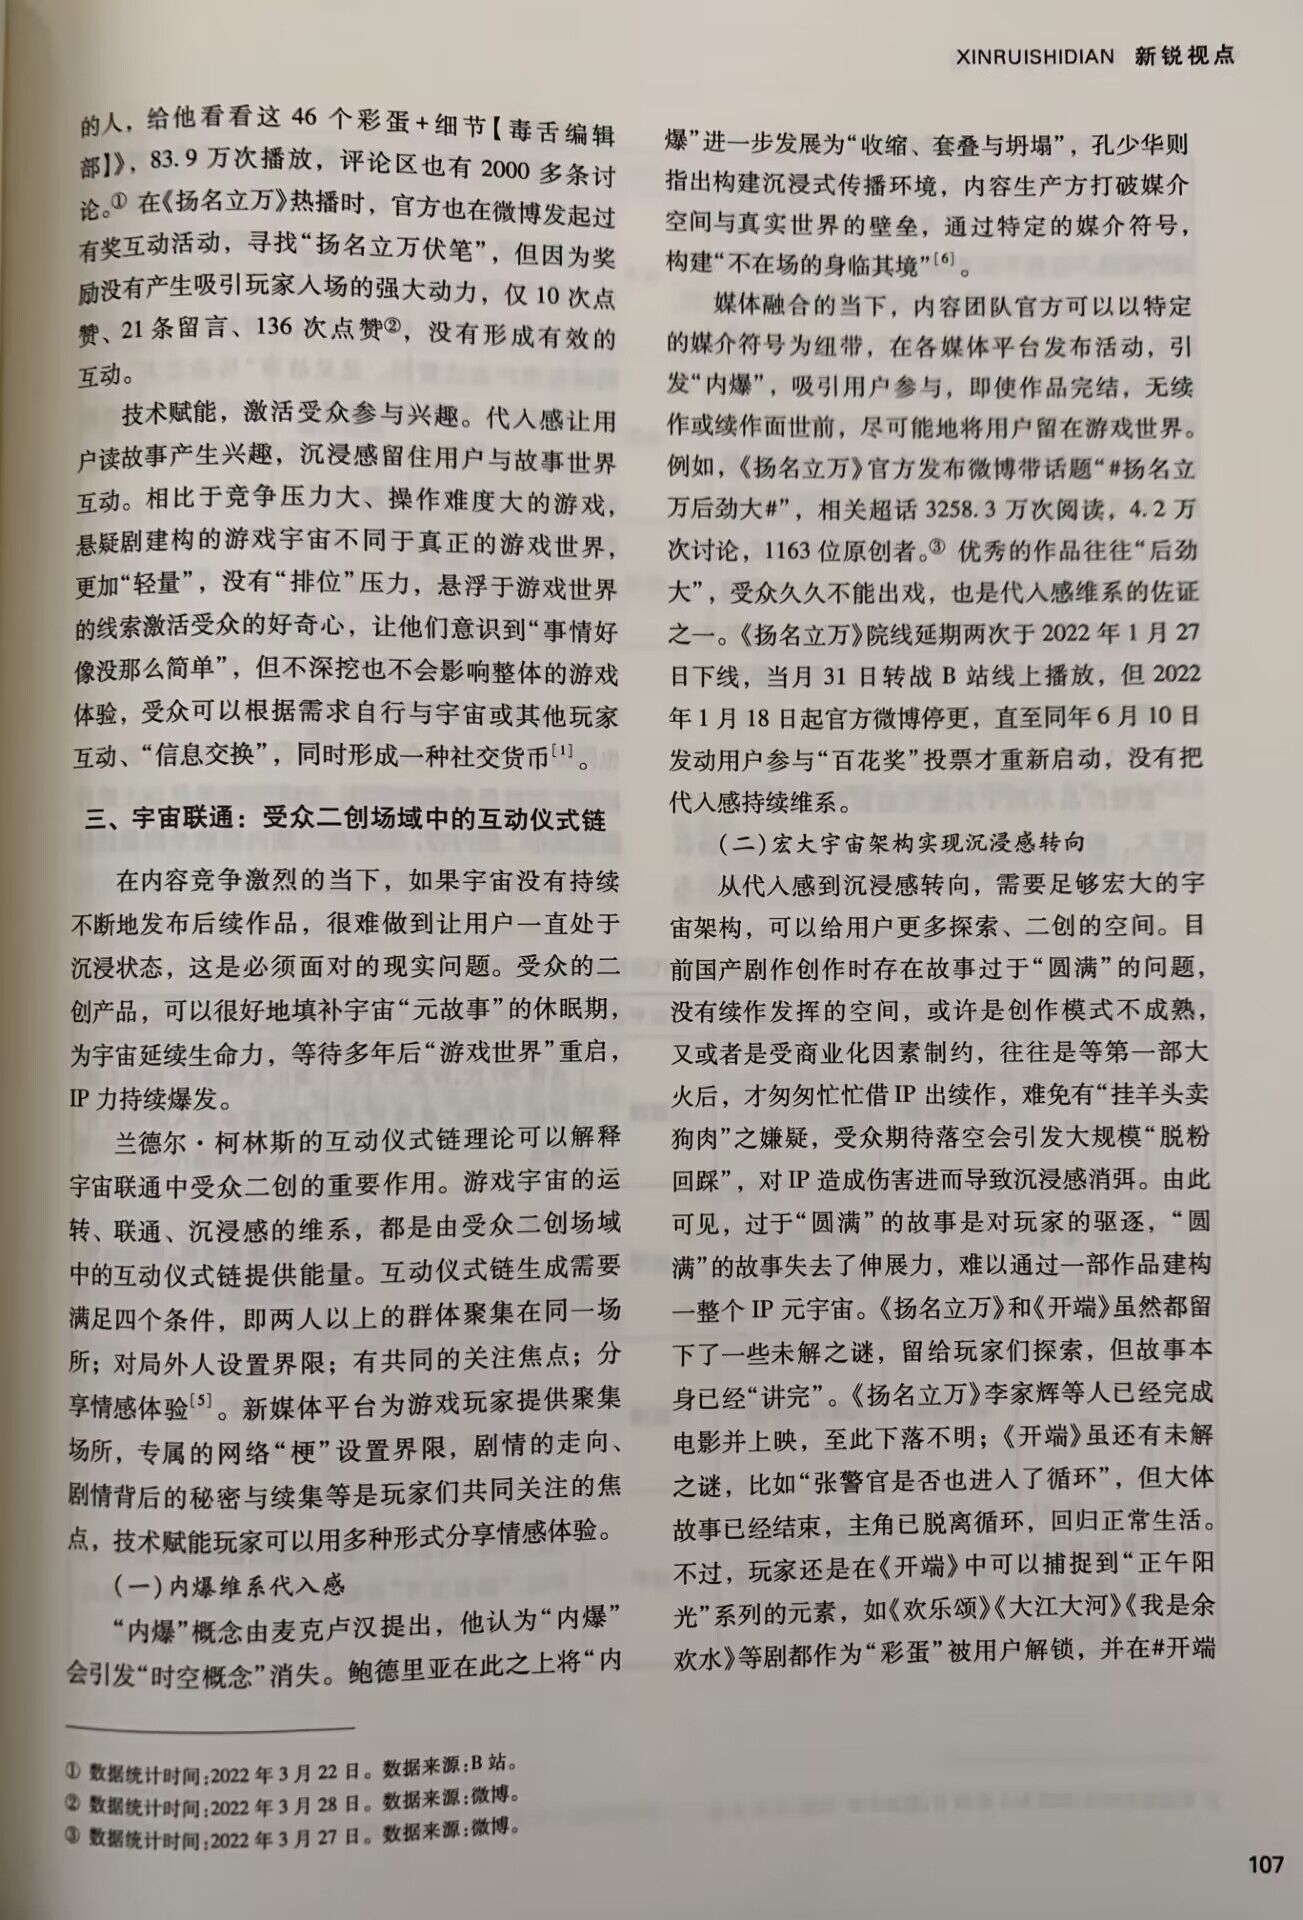 XINRUISHIDIAN 新锐视点
的人，给他看看这 46 个彩蛋+细节【毒舌编辑
部】》，83.9 万次播放，评论区也有 2000 多条讨
论。① 在《扬名立万》热播时，官方也在微博发起过
有奖互动活动，寻找“扬名立万伏笔”，但因为奖
励没有产生吸引玩家入场的强大动力，仅 10 次点
赞、21 条留言、136 次点赞②，没有形成有效的
互动。
技术赋能，激活受众参与兴趣。代入感让用
户读故事产生兴趣，沉浸感留住用户与故事世界
互动。相比于竞争压力大、操作难度大的游戏，
悬疑剧建构的游戏宇宙不同于真正的游戏世界，
更加“轻量”，没有“排位”压力，悬浮于游戏世界
的线索激活受众的好奇心，让他们意识到“事情好
像没那么简单”，但不深挖也不会影响整体的游戏
体验，受众可以根据需求自行与宇宙或其他玩家
互动、“信息交换”，同时形成一种社交货币[1]。
三、宇宙联通：受众二创场域中的互动仪式链
在内容竞争激烈的当下，如果宇宙没有持续
不断地发布后续作品，很难做到让用户一直处于
沉浸状态，这是必须面对的现实问题。受众的二
创产品，可以很好地填补宇宙“元故事”的休眠期，
为宇宙延续生命力，等待多年后“游戏世界”重启，
IP 力持续爆发。
兰德尔·柯林斯的互动仪式链理论可以解释
宇宙联通中受众二创的重要作用。游戏宇宙的运
转、联通、沉浸感的维系，都是由受众二创场域
中的互动仪式链提供能量。互动仪式链生成需要
满足四个条件，即两人以上的群体聚集在同一场
所；对局外人设置界限；有共同的关注焦点；分
享情感体验[5]。新媒体平台为游戏玩家提供聚集
场所，专属的网络“梗”设置界限，剧情的走向、
剧情背后的秘密与续集等是玩家们共同关注的焦
点，技术赋能玩家可以用多种形式分享情感体验。
（一）内爆维系代入感
“内爆”概念由麦克卢汉提出，他认为“内爆”
会引发“时空概念”消失。鲍德里亚在此之上将“内
① 数据统计时间:2022 年 3 月 22 日。数据来源:B 站。
② 数据统计时间:2022 年 3 月 28 日。数据来源:微博。
③ 数据统计时间:2022 年 3 月 27 日。数据来源:微博。
爆”进一步发展为“收缩、套叠与坍塌”，孔少华则
指出构建沉浸式传播环境，内容生产方打破媒介
空间与真实世界的壁垒，通过特定的媒介符号，
构建“不在场的身临其境”[6]。
媒体融合的当下，内容团队官方可以以特定
的媒介符号为纽带，在各媒体平台发布活动，引
发“内爆”，吸引用户参与，即使作品完结，无续
作或续作面世前，尽可能地将用户留在游戏世界。
例如，《扬名立万》官方发布微博带话题“#扬名立
万后劲大#”，相关超话 3258.3 万次阅读，4.2 万
次讨论，1163 位原创者。③ 优秀的作品往往“后劲
大”，受众久久不能出戏，也是代入感维系的佐证
之一。《扬名立万》院线延期两次于 2022 年 1 月 27
日下线，当月 31 日转战 B 站线上播放，但 2022
年 1 月 18 日起官方微博停更，直至同年 6 月 10 日
发动用户参与“百花奖”投票才重新启动，没有把
代入感持续维系。
（二）宏大宇宙架构实现沉浸感转向
从代入感到沉浸感转向，需要足够宏大的宇
宙架构，可以给用户更多探索、二创的空间。目
前国产剧作创作时存在故事过于“圆满”的问题，
没有续作发挥的空间，或许是创作模式不成熟，
又或者是受商业化因素制约，往往是等第一部大
火后，才匆匆忙忙借 IP 出续作，难免有“挂羊头卖
狗肉”之嫌疑，受众期待落空会引发大规模“脱粉
回踩”，对 IP 造成伤害进而导致沉浸感消弭。由此
可见，过于“圆满”的故事是对玩家的驱逐，“圆
满”的故事失去了伸展力，难以通过一部作品建构
一整个 IP 元宇宙。《扬名立万》和《开端》虽然都留
下了一些未解之谜，留给玩家们探索，但故事本
身已经“讲完”。《扬名立万》李家辉等人已经完成
电影并上映，至此下落不明；《开端》虽还有未解
之谜，比如“张警官是否也进入了循环”，但大体
故事已经结束，主角已脱离循环，回归正常生活。
不过，玩家还是在《开端》中可以捕捉到“正午阳
光”系列的元素，如《欢乐颂》《大江大河》《我是余
欢水》等剧都作为“彩蛋”被用户解锁，并在#开端
107